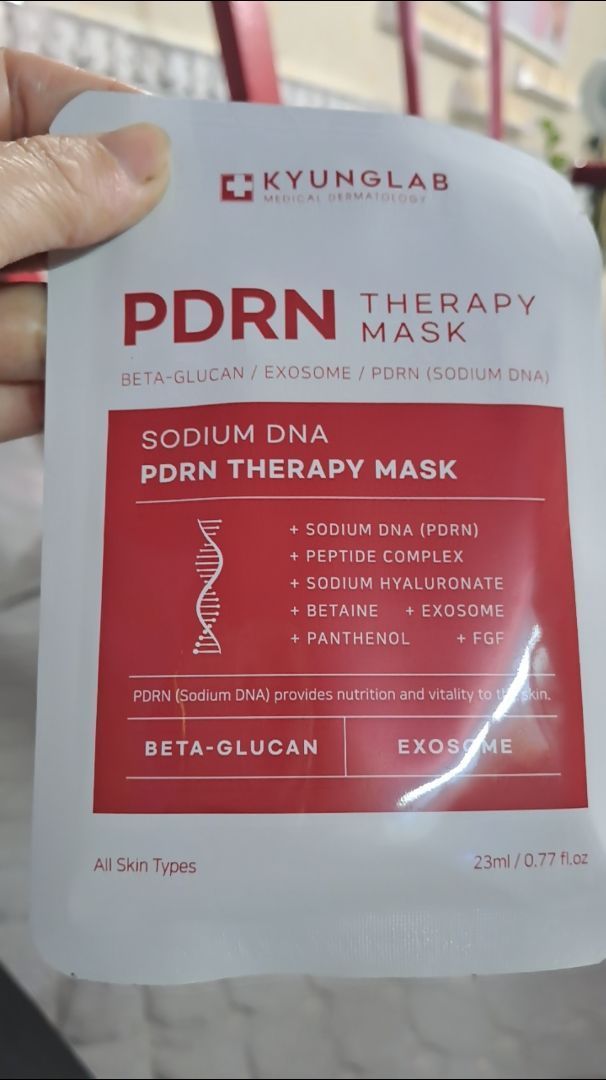 KYUNGLAB
MEDICAL DERMATOLOGY
PDRN THERAPY
MASK
BETA-GLUCAN / EXOSOME / PDRN (SODIUM DNA)
SODIUM DNA
PDRN THERAPY MASK
+ SODIUM DNA (PDRN)
+ PEPTIDE COMPLEX
+ SODIUM HYALURONATE
+ BETAINE + EXOSOME
+ PANTHENOL + FGF
PDRN (Sodium DNA) provides nutrition and vitality to the skin.
BETA-GLUCAN EXOSOME
All Skin Types 23ml / 0.77 fl.oz